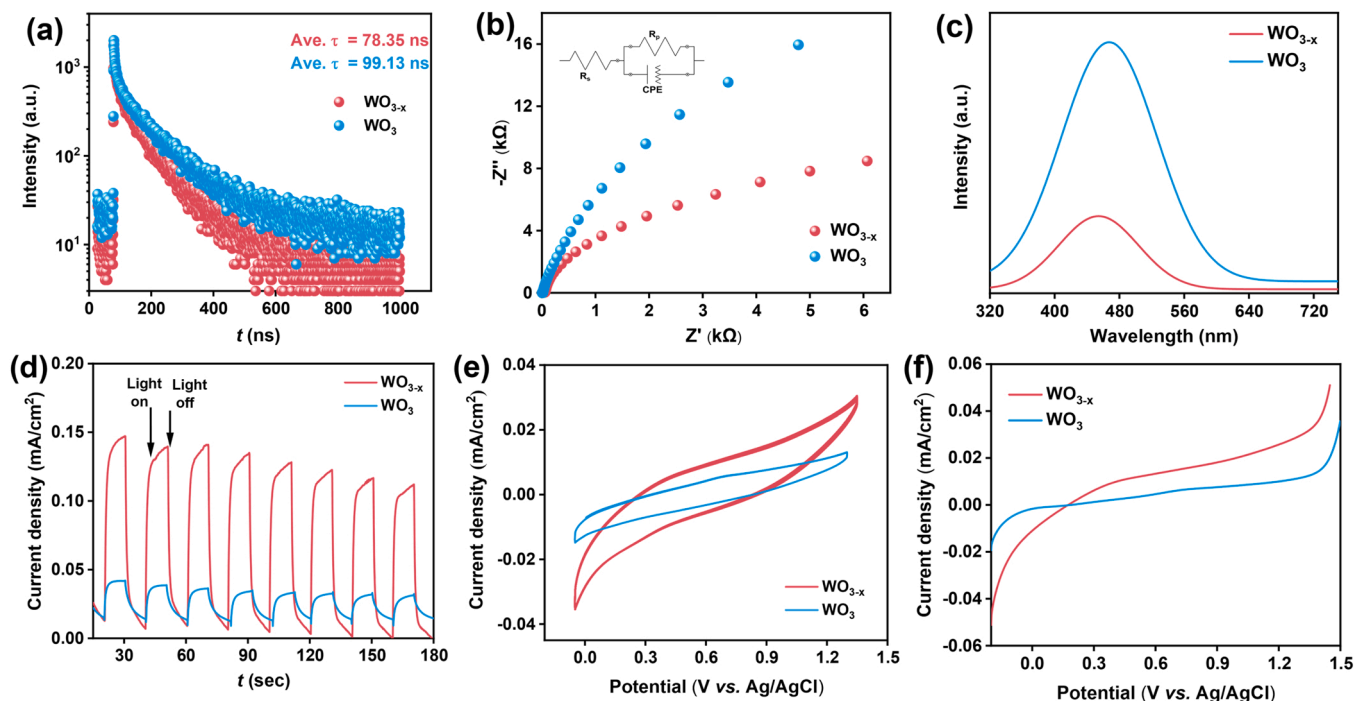 (a)
Ave. τ = 78.35 ns
Ave. τ = 99.13 ns
WO3-x
WO3
Intensity (a.u.)
10^3
10^2
10^1
0 200 400 600 800 1000
t (ns)
(b)
Rs
Rp
CPE
WO3-x
WO3
-Z'' (kΩ)
16
12
8
4
0
0 1 2 3 4 5 6
Z' (kΩ)
(c)
WO3-x
WO3
Intensity (a.u.)
320 400 480 560 640 720
Wavelength (nm)
(d)
Light on
Light off
WO3-x
WO3
Current density (mA/cm²)
0.20
0.15
0.10
0.05
0.00
30 60 90 120 150 180
t (sec)
(e)
WO3-x
WO3
Current density (mA/cm²)
0.04
0.02
0.00
-0.02
-0.04
0.0 0.3 0.6 0.9 1.2 1.5
Potential (V vs. Ag/AgCl)
(f)
WO3-x
WO3
Current density (mA/cm²)
0.06
0.04
0.02
0.00
-0.02
-0.04
-0.06
0.0 0.3 0.6 0.9 1.2 1.5
Potential (V vs. Ag/AgCl)